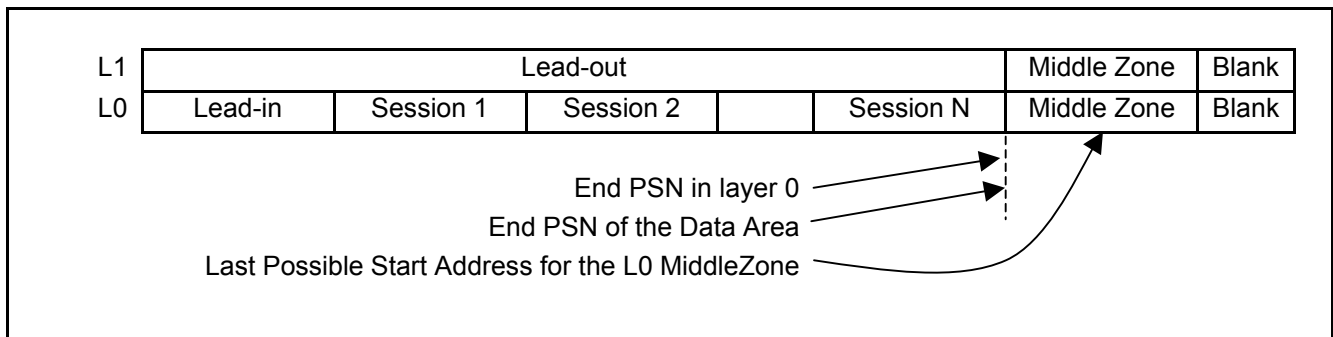 L1 Lead-out Middle Zone Blank
L0 Lead-in Session 1 Session 2 Session N Middle Zone Blank
End PSN in layer 0
End PSN of the Data Area
Last Possible Start Address for the L0 MiddleZone